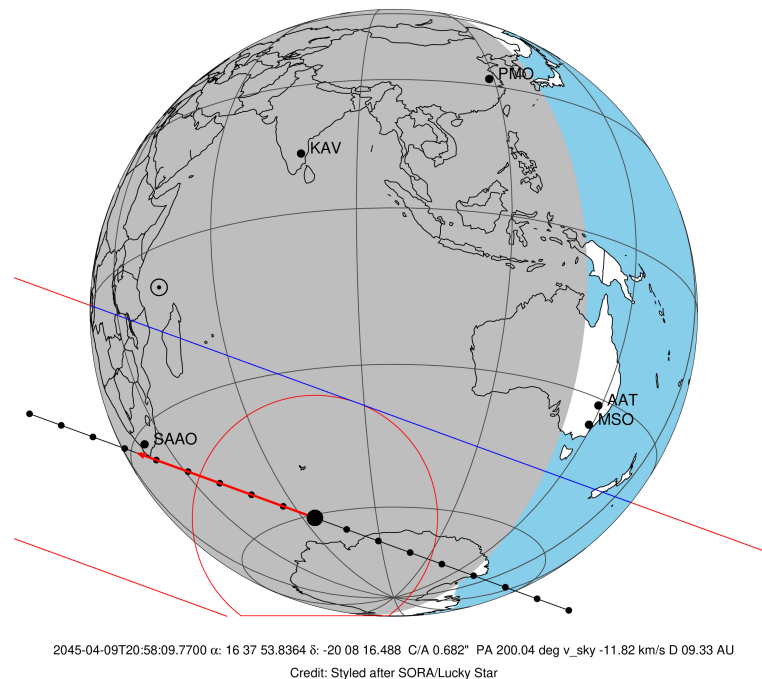 PMO
KAV
AAT
MSO
SAAO
2045-04-09T20:58:09.7700 α: 16 37 53.8364 δ: -20 08 16.488 C/A 0.682" PA 200.04 deg v_sky -11.82 km/s D 09.33 AU
Credit: Styled after SORA/Lucky Star